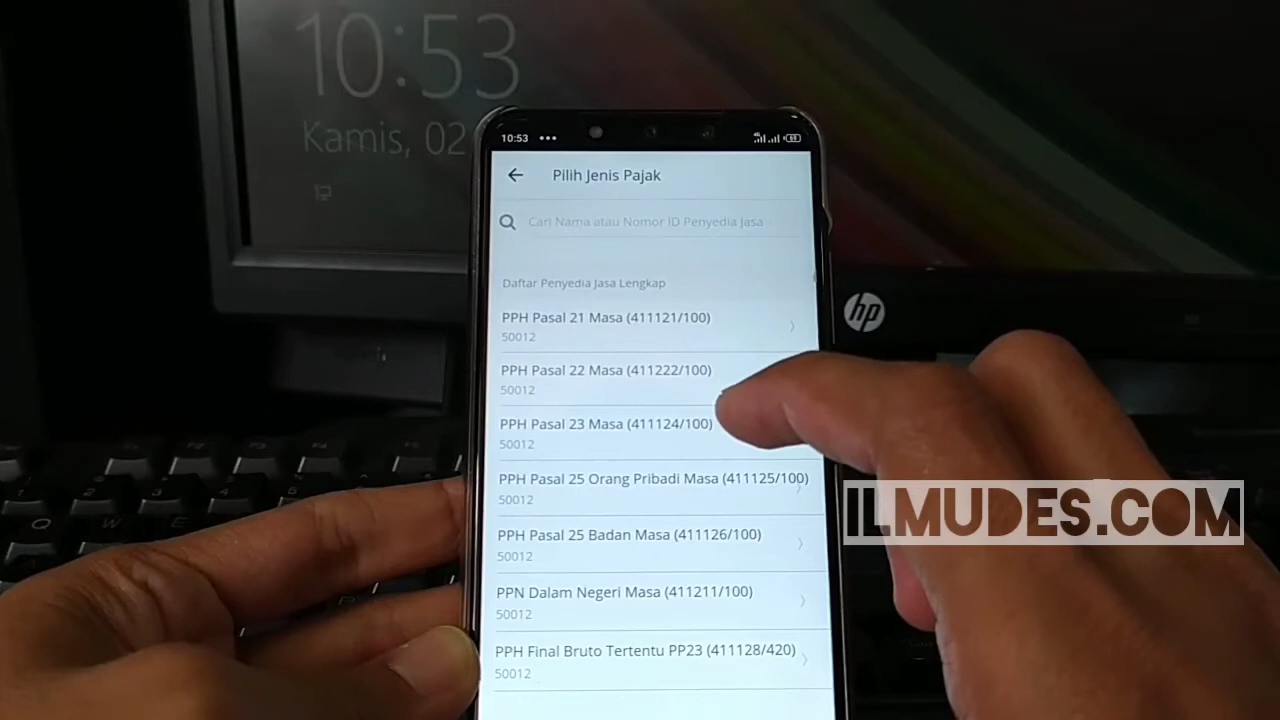 10:53
Kamis, 02
10:53
Pilih Jenis Pajak
Cari Nama atau Nomor ID Penyedia Jasa
Daftar Penyedia Jasa Lengkap
PPH Pasal 21 Masa (411121/100)
50012
PPH Pasal 22 Masa (411222/100)
50012
PPH Pasal 23 Masa (411124/100)
50012
PPH Pasal 25 Orang Pribadi Masa (411125/100)
50012
PPH Pasal 25 Badan Masa (411126/100)
50012
PPN Dalam Negeri Masa (411211/100)
50012
PPH Final Bruto Tertentu PP23 (411128/420)
50012
hp
ILMUDES.COM
Q
W
E